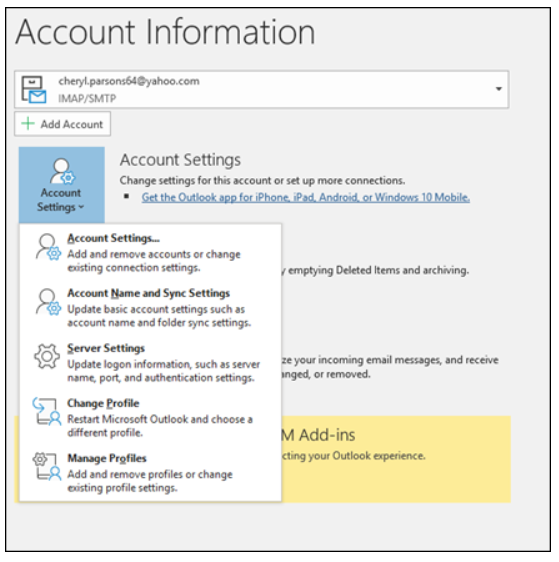 Account Information
cheryl.parsons64@yahoo.com
IMAP/SMTP
Add Account
Account Settings
Account
Settings
Change settings for this account or set up more connections.
Get the Outlook app for iPhone, iPad, Android, or Windows 10 Mobile.
Account Settings...
Add and remove accounts or change
existing connection settings.
emptying Deleted Items and archiving.
Account Name and Sync Settings
Update basic account settings such as
account name and folder sync settings.
Server Settings
Update logon information, such as server
name, port, and authentication settings.
ze your incoming email messages, and receive
anged, or removed.
Change Profile
Restart Microsoft Outlook and choose a
different profile.
Manage Profiles
Add and remove profiles or change
existing profile settings.
M Add-ins
cting your Outlook experience.